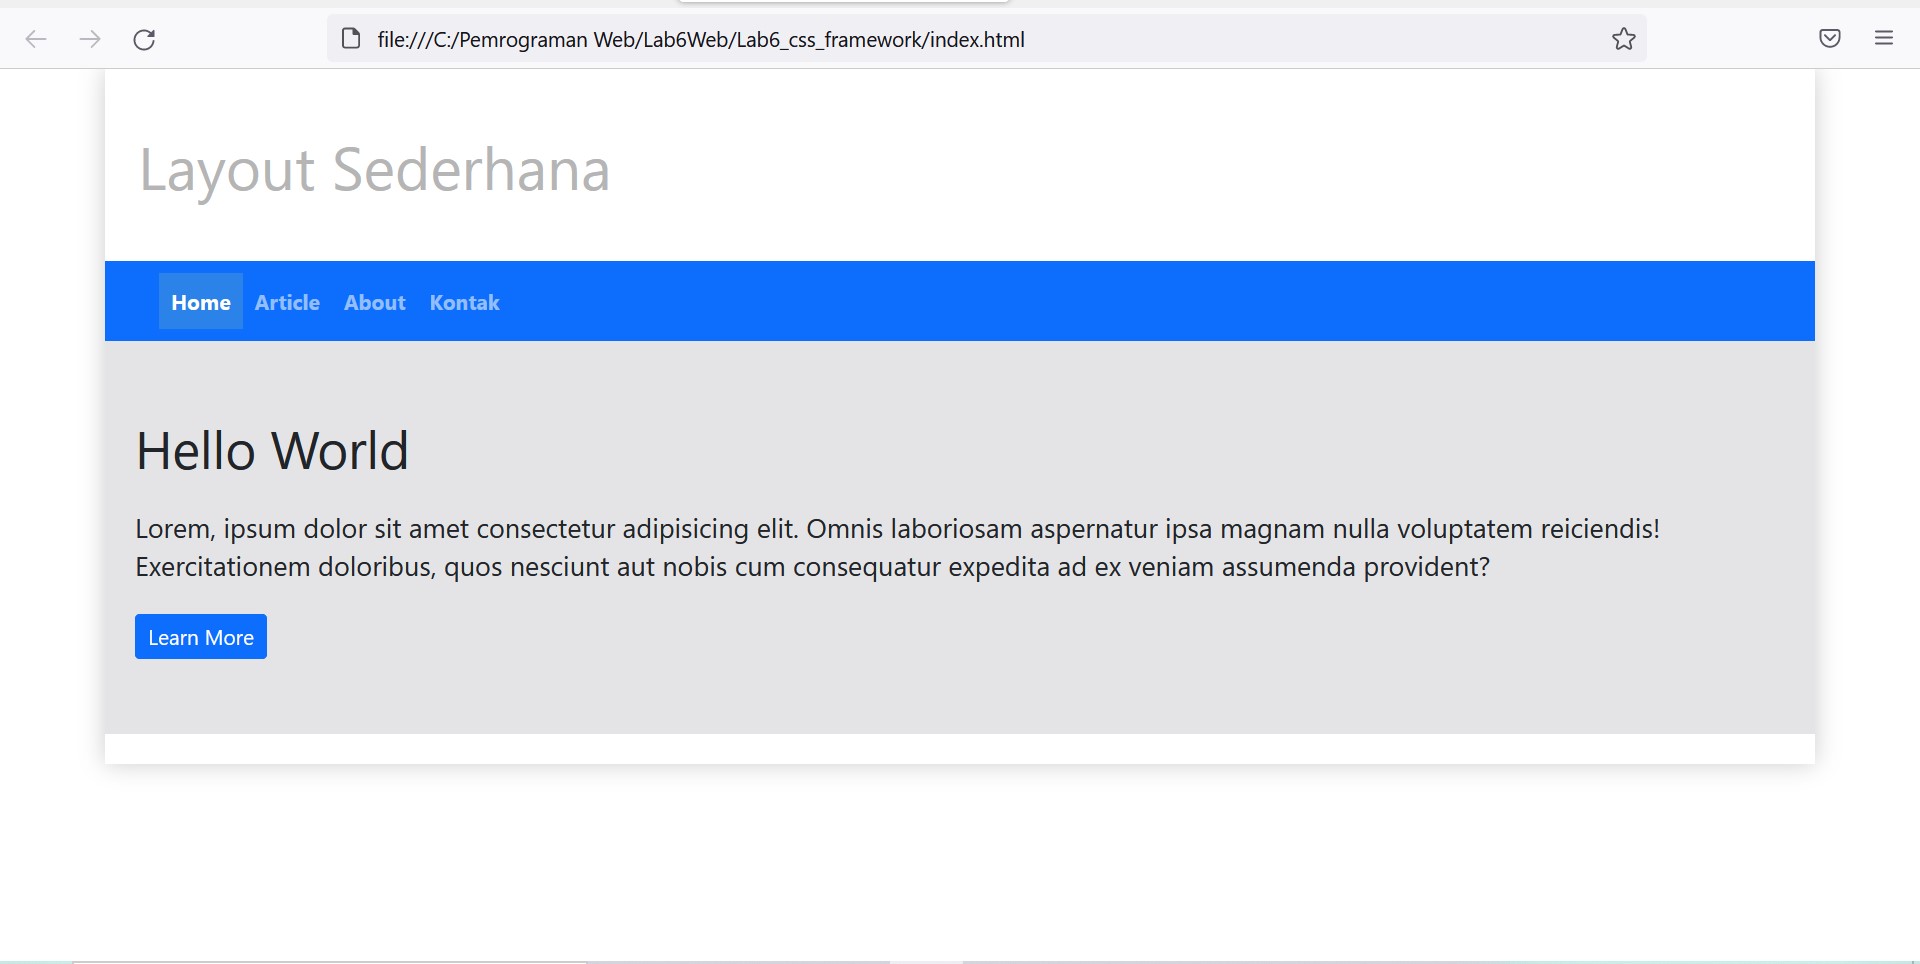 file:///C:/Pemrograman Web/Lab6Web/Lab6_css_framework/index.html
Layout Sederhana
Home Article About Kontak
Hello World
Lorem, ipsum dolor sit amet consectetur adipisicing elit. Omnis laboriosam aspernatur ipsa magnam nulla voluptatem reiciendis!
Exercitationem doloribus, quos nesciunt aut nobis cum consequatur expedita ad ex veniam assumenda provident?
Learn More